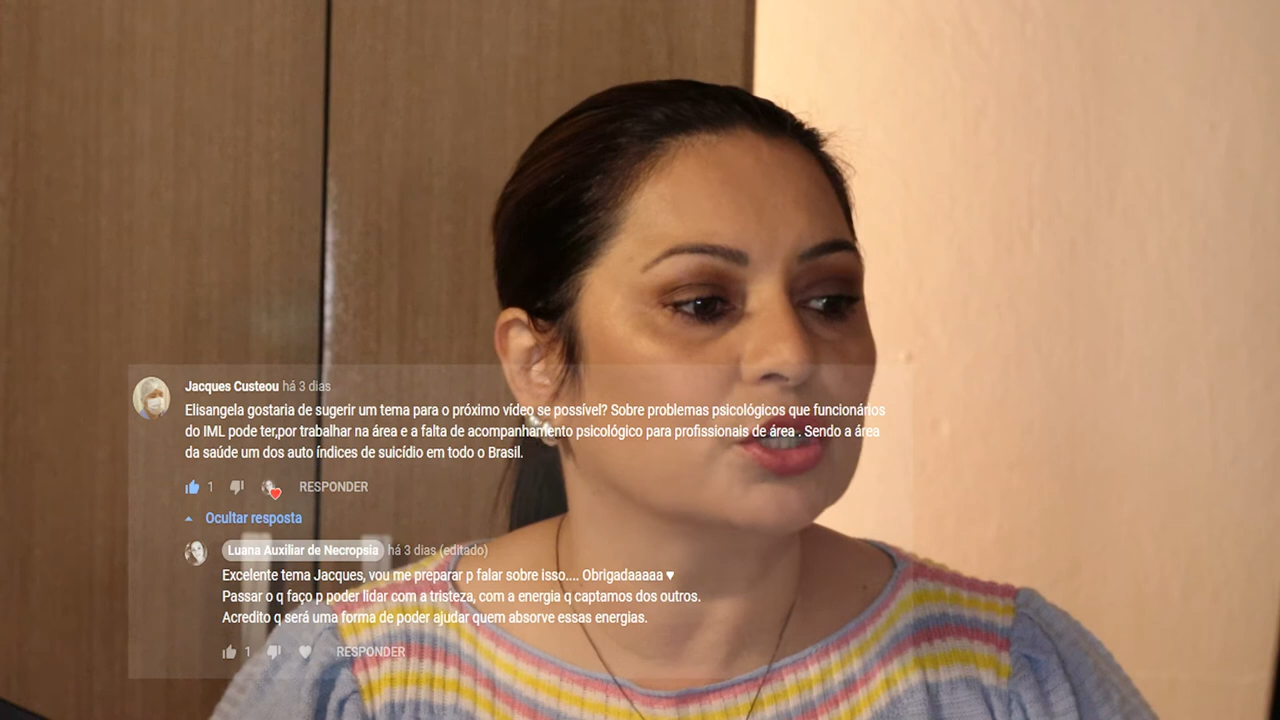 Jacques Custeou há 3 dias
Elisangela gostaria de sugerir um tema para o próximo vídeo se possível? Sobre problemas psicológicos que funcionários
do IML pode ter,por trabalhar na área e a falta de acompanhamento psicológico para profissionais de área . Sendo a área
da saúde um dos auto índices de suicídio em todo o Brasil.
1 RESPONDER
Ocultar resposta
Luana Auxiliar de Necropsia há 3 dias (editado)
Excelente tema Jacques, vou me preparar p falar sobre isso.... Obrigadaaaaa ♥
Passar o q faço p poder lidar com a tristeza, com a energia q captamos dos outros.
Acredito q será uma forma de poder ajudar quem absorve essas energias.
1 RESPONDER